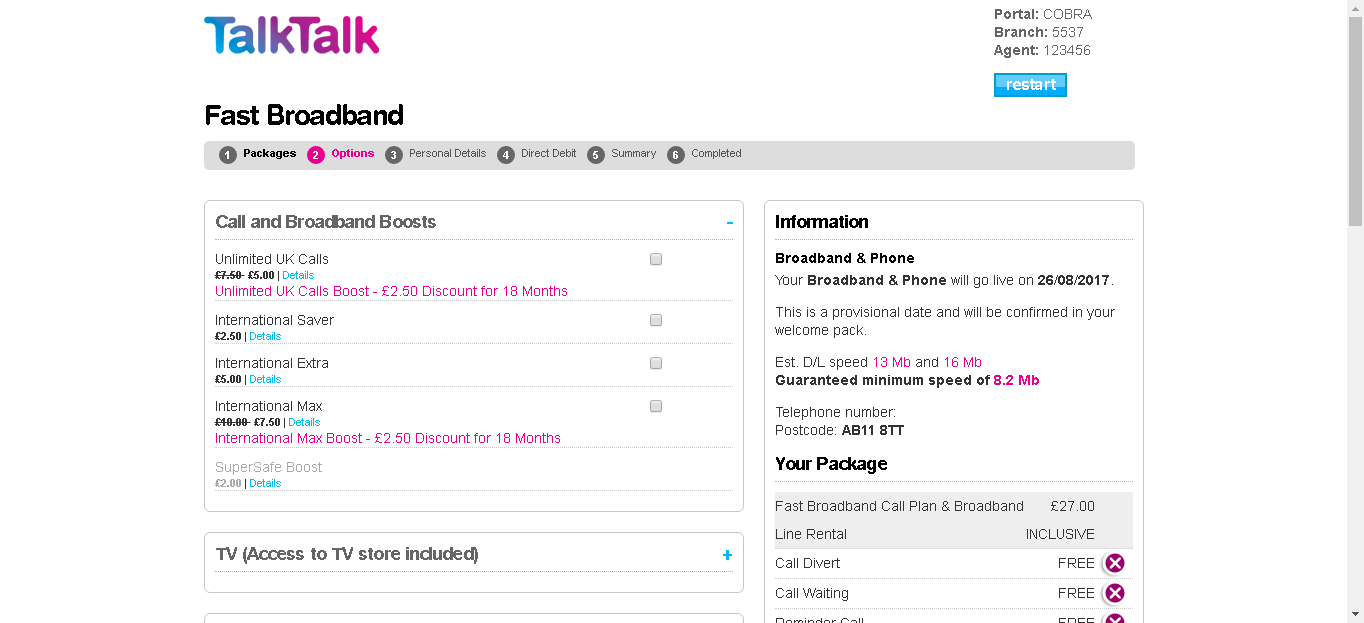 TalkTalk
Portal: COBRA
Branch: 5537
Agent: 123456
restart
Fast Broadband
1 Packages 2 Options 3 Personal Details 4 Direct Debit 5 Summary 6 Completed
Call and Broadband Boosts -
Unlimited UK Calls
£7.50 £5.00 | Details
Unlimited UK Calls Boost - £2.50 Discount for 18 Months
International Saver
£2.50 | Details
International Extra
£5.00 | Details
International Max
£10.00 £7.50 | Details
International Max Boost - £2.50 Discount for 18 Months
SuperSafe Boost
£2.00 | Details
TV (Access to TV store included) +
Information
Broadband & Phone
Your Broadband & Phone will go live on 26/08/2017.
This is a provisional date and will be confirmed in your
welcome pack.
Est. D/L speed 13 Mb and 16 Mb
Guaranteed minimum speed of 8.2 Mb
Telephone number:
Postcode: AB11 8TT
Your Package
Fast Broadband Call Plan & Broadband £27.00
Line Rental INCLUSIVE
Call Divert FREE
Call Waiting FREE
Reminder Call FREE